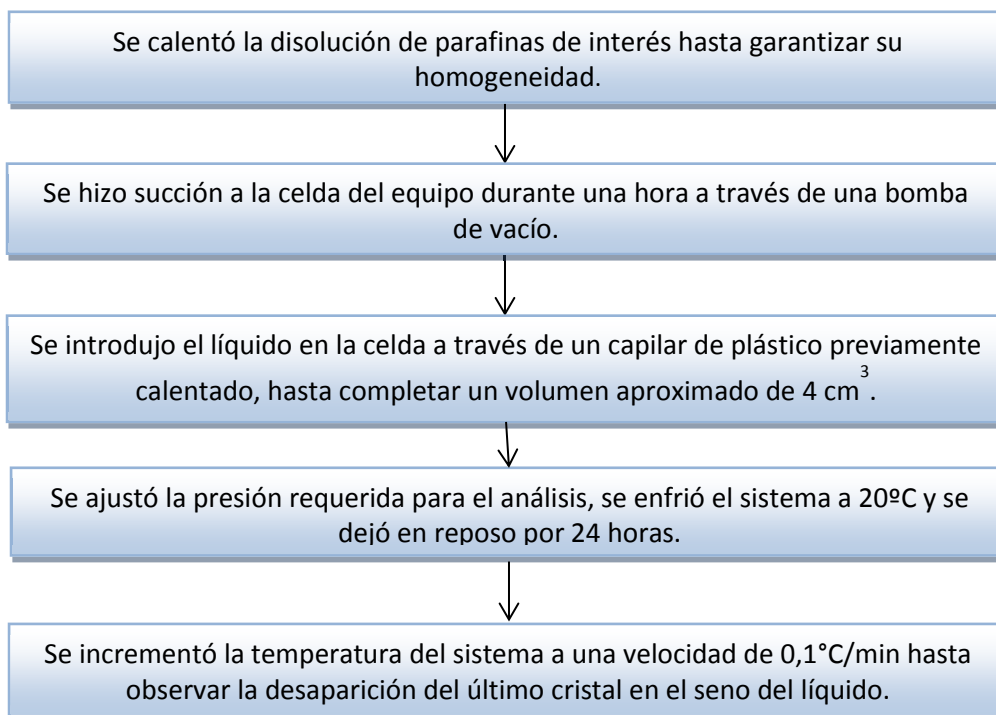 Se calentó la disolución de parafinas de interés hasta garantizar su
homogeneidad.
Se hizo succión a la celda del equipo durante una hora a través de una bomba
de vacío.
Se introdujo el líquido en la celda a través de un capilar de plástico previamente
calentado, hasta completar un volumen aproximado de 4 cm³.
Se ajustó la presión requerida para el análisis, se enfrió el sistema a 20ºC y se
dejó en reposo por 24 horas.
Se incrementó la temperatura del sistema a una velocidad de 0,1°C/min hasta
observar la desaparición del último cristal en el seno del líquido.